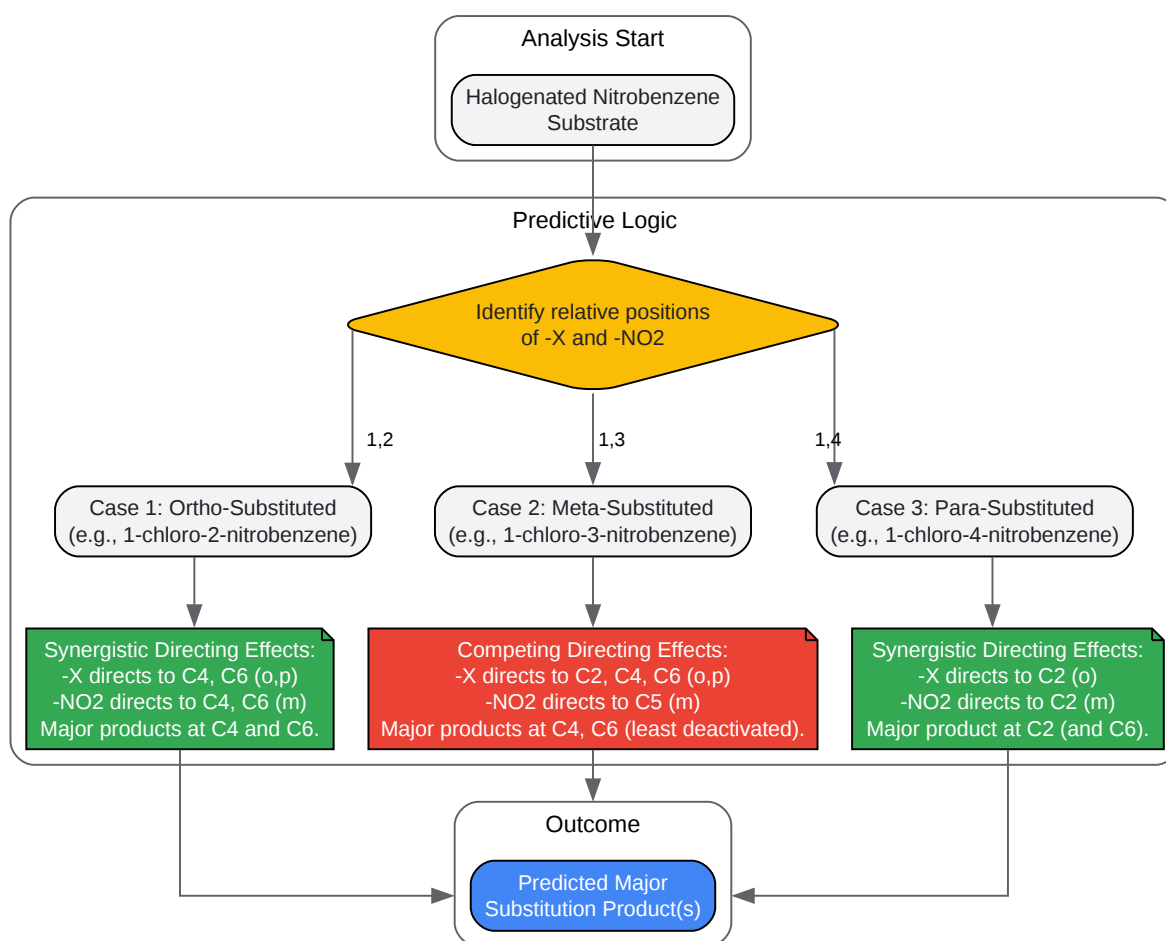 Analysis Start
Halogenated Nitrobenzene
Substrate
Predictive Logic
Identify relative positions
of -X and -NO2
1,2
1,3
1,4
Case 1: Ortho-Substituted
(e.g., 1-chloro-2-nitrobenzene)
Case 2: Meta-Substituted
(e.g., 1-chloro-3-nitrobenzene)
Case 3: Para-Substituted
(e.g., 1-chloro-4-nitrobenzene)
Synergistic Directing Effects:
-X directs to C4, C6 (o,p)
-NO2 directs to C4, C6 (m)
Major products at C4 and C6.
Competing Directing Effects:
-X directs to C2, C4, C6 (o,p)
-NO2 directs to C5 (m)
Major products at C4, C6 (least deactivated).
Synergistic Directing Effects:
-X directs to C2 (o)
-NO2 directs to C2 (m)
Major product at C2 (and C6).
Outcome
Predicted Major
Substitution Product(s)